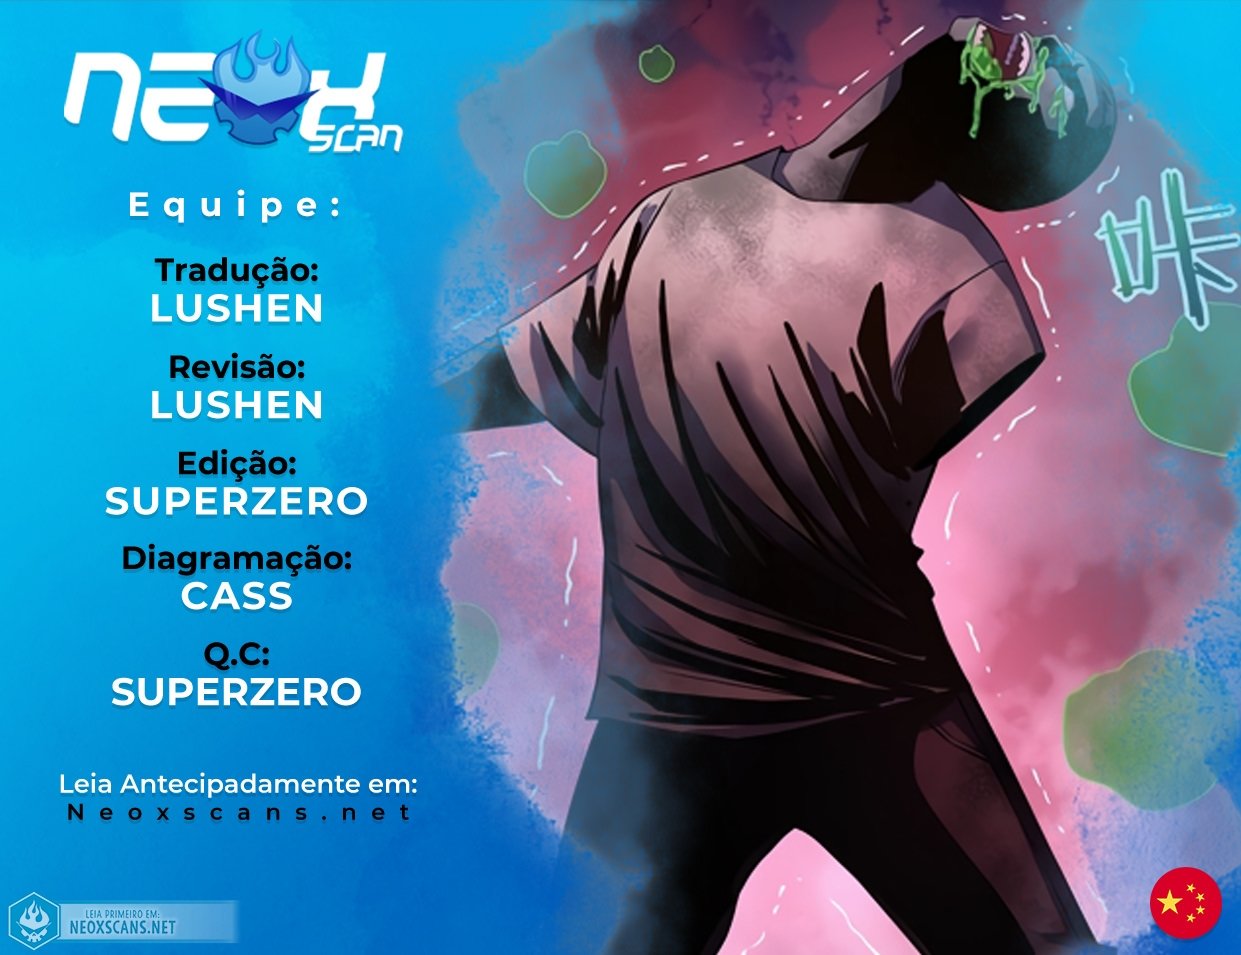 NEOX
SCAN
Equipe:
Tradução:
LUSHEN
Revisão:
LUSHEN
Edição:
SUPERZERO
Diagramação:
CASS
Q.C:
SUPERZERO
Leia Antecipadamente em:
Neoxscans.net
LEIA PRIMEIRO EM:
NEOXSCANS.NET
咔